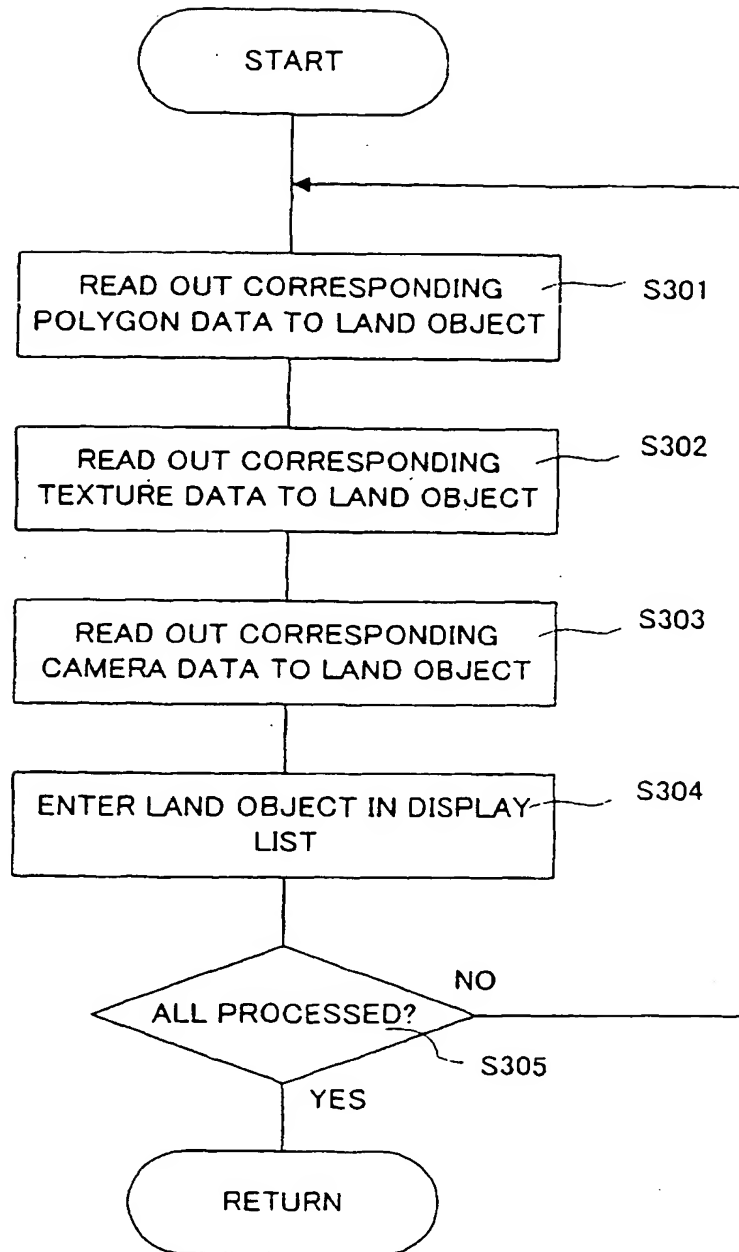 START
READ OUT CORRESPONDING
POLYGON DATA TO LAND OBJECT
S301
READ OUT CORRESPONDING
TEXTURE DATA TO LAND OBJECT
S302
READ OUT CORRESPONDING
CAMERA DATA TO LAND OBJECT
S303
ENTER LAND OBJECT IN DISPLAY
LIST
S304
ALL PROCESSED?
NO
S305
YES
RETURN